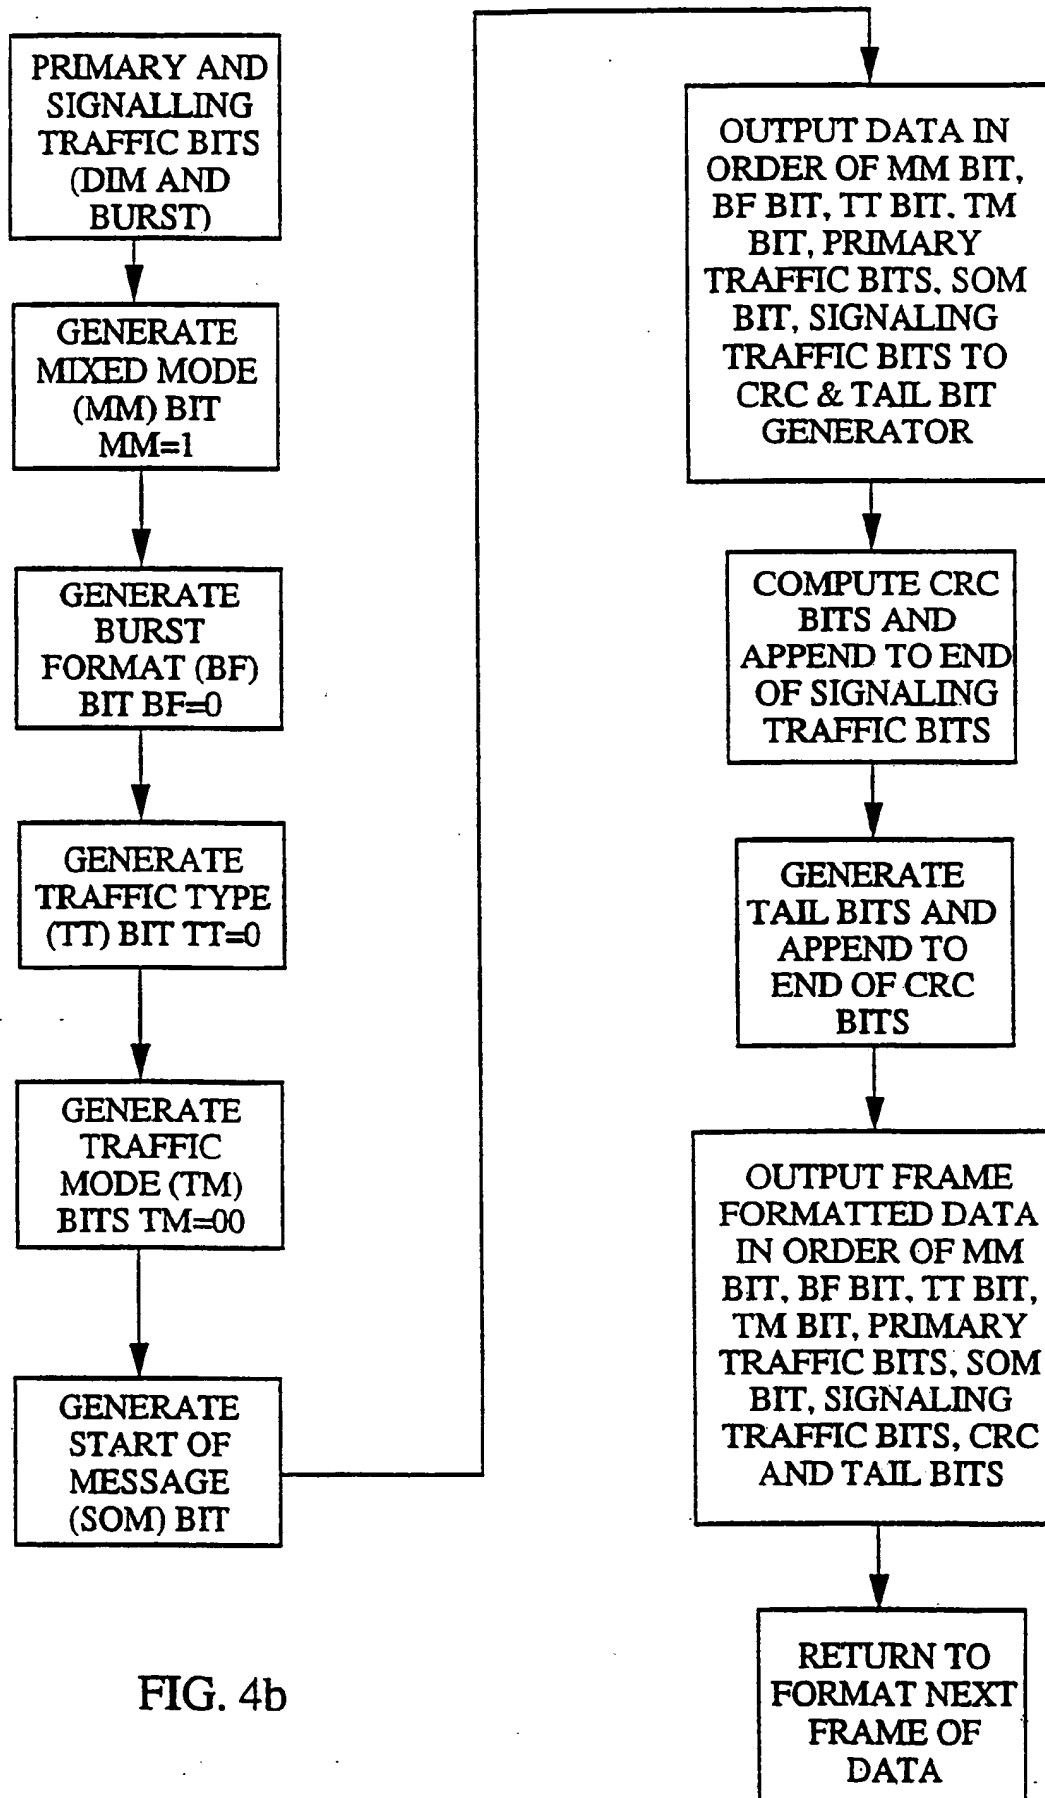 PRIMARY AND
SIGNALLING
TRAFFIC BITS
(DIM AND
BURST)
GENERATE
MIXED MODE
(MM) BIT
MM=1
GENERATE
BURST
FORMAT (BF)
BIT BF=0
GENERATE
TRAFFIC TYPE
(TT) BIT TT=0
GENERATE
TRAFFIC
MODE (TM)
BITS TM=00
GENERATE
START OF
MESSAGE
(SOM) BIT
OUTPUT DATA IN
ORDER OF MM BIT,
BF BIT, TT BIT, TM
BIT, PRIMARY
TRAFFIC BITS, SOM
BIT, SIGNALING
TRAFFIC BITS TO
CRC & TAIL BIT
GENERATOR
COMPUTE CRC
BITS AND
APPEND TO END
OF SIGNALING
TRAFFIC BITS
GENERATE
TAIL BITS AND
APPEND TO
END OF CRC
BITS
OUTPUT FRAME
FORMATTED DATA
IN ORDER OF MM
BIT, BF BIT, TT BIT,
TM BIT, PRIMARY
TRAFFIC BITS, SOM
BIT, SIGNALING
TRAFFIC BITS, CRC
AND TAIL BITS
RETURN TO
FORMAT NEXT
FRAME OF
DATA
FIG. 4b